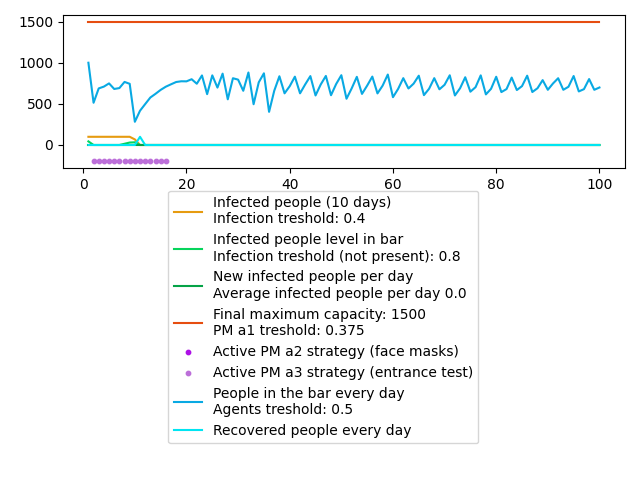 1500
1000
500
0
0
20
40
60
80
100
Infected people (10 days)
Infection treshold: 0.4
Infected people level in bar
Infection treshold (not present): 0.8
New infected people per day
Average infected people per day 0.0
Final maximum capacity: 1500
PM a1 treshold: 0.375
Active PM a2 strategy (face masks)
Active PM a3 strategy (entrance test)
People in the bar every day
Agents treshold: 0.5
Recovered people every day